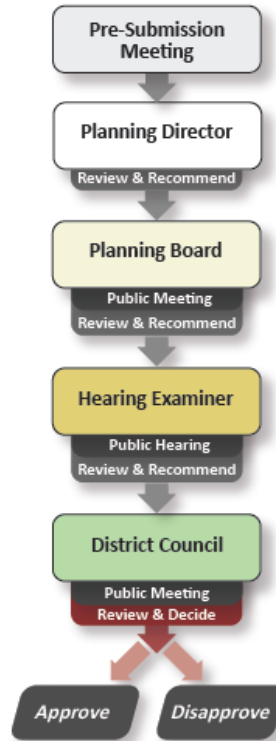 Pre-Submission
Meeting
Planning Director
Review & Recommend
Planning Board
Public Meeting
Review & Recommend
Hearing Examiner
Public Hearing
Review & Recommend
District Council
Public Meeting
Review & Decide
Approve
Disapprove